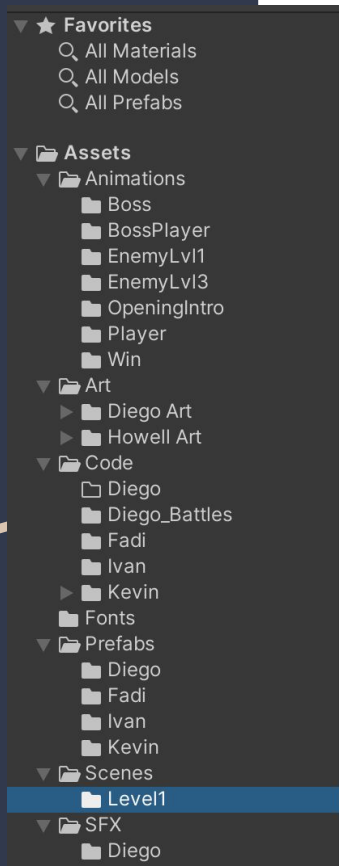 Favorites
All Materials
All Models
All Prefabs
Assets
Animations
Boss
BossPlayer
EnemyLvl1
EnemyLvl3
OpeningIntro
Player
Win
Art
Diego Art
Howell Art
Code
Diego
Diego_Battles
Fadi
Ivan
Kevin
Fonts
Prefabs
Diego
Fadi
Ivan
Kevin
Scenes
Level1
SFX
Diego